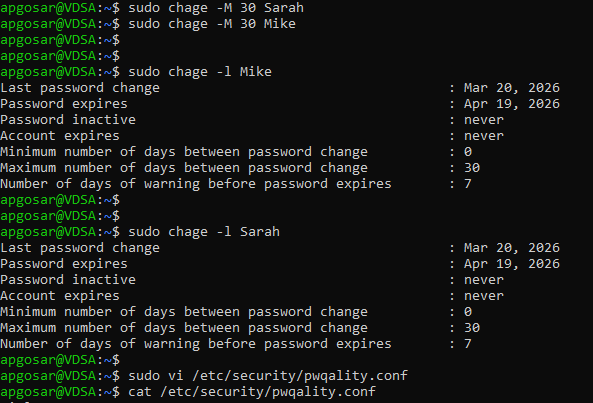 apgosar@VDSA:~$ sudo chage -M 30 Sarah
apgosar@VDSA:~$ sudo chage -M 30 Mike
apgosar@VDSA:~$
apgosar@VDSA:~$
apgosar@VDSA:~$ sudo chage -l Mike
Last password change : Mar 20, 2026
Password expires : Apr 19, 2026
Password inactive : never
Account expires : never
Minimum number of days between password change : 0
Maximum number of days between password change : 30
Number of days of warning before password expires : 7
apgosar@VDSA:~$
apgosar@VDSA:~$
apgosar@VDSA:~$ sudo chage -l Sarah
Last password change : Mar 20, 2026
Password expires : Apr 19, 2026
Password inactive : never
Account expires : never
Minimum number of days between password change : 0
Maximum number of days between password change : 30
Number of days of warning before password expires : 7
apgosar@VDSA:~$
apgosar@VDSA:~$ sudo vi /etc/security/pwqality.conf
apgosar@VDSA:~$ cat /etc/security/pwqality.conf